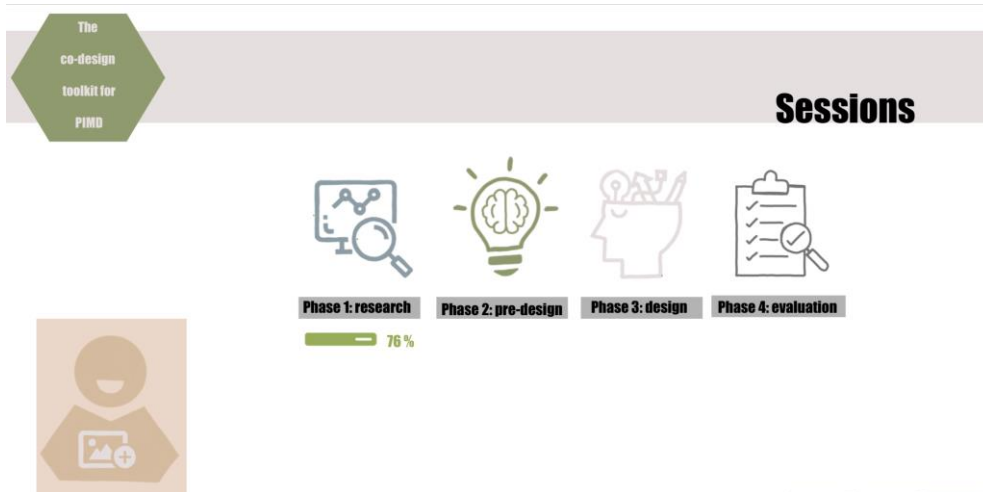 The
co-design
toolkit for
PIMD
Sessions
Phase 1: research
Phase 2: pre-design
Phase 3: design
Phase 4: evaluation
76 %